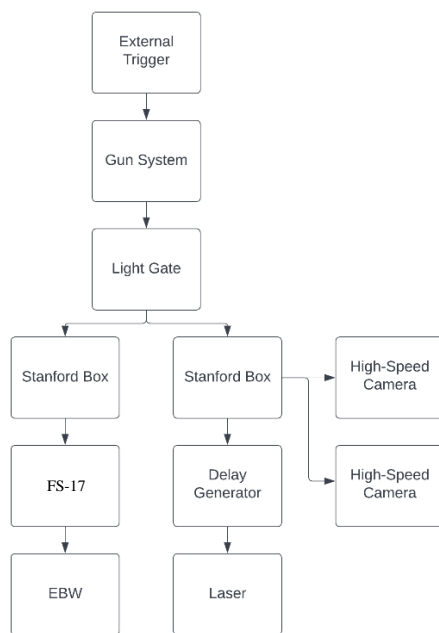 External
Trigger
Gun System
Light Gate
Stanford Box
Stanford Box
High-Speed
Camera
FS-17
Delay
Generator
High-Speed
Camera
EBW
Laser